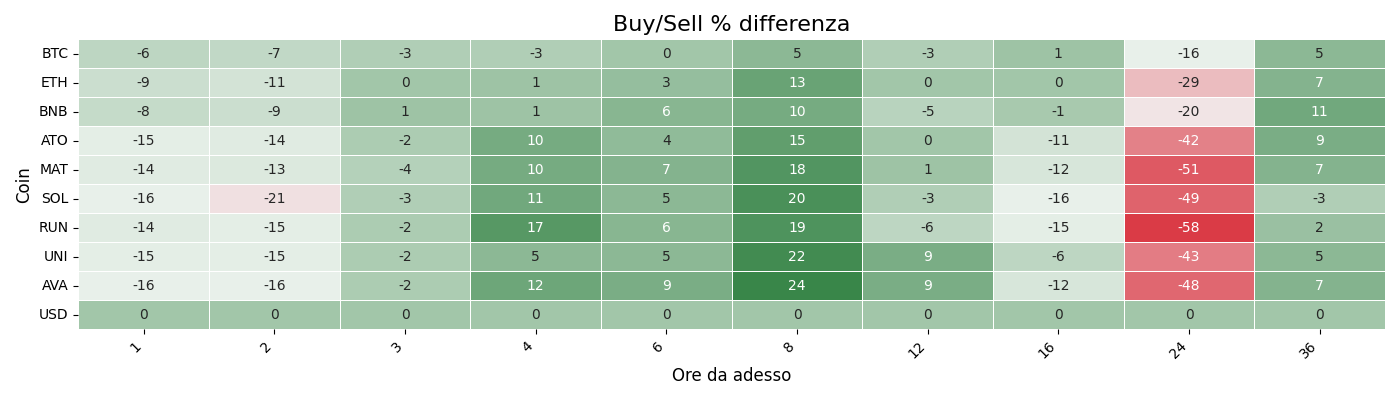 Buy/Sell % differenza
Coin
BTC -6 -7 -3 -3 0 5 -3 1 -16 5
ETH -9 -11 0 1 3 13 0 0 -29 7
BNB -8 -9 1 1 6 10 -5 -1 -20 11
ATO -15 -14 -2 10 4 15 0 -11 -42 9
MAT -14 -13 -4 10 7 18 1 -12 -51 7
SOL -16 -21 -3 11 5 20 -3 -16 -49 -3
RUN -14 -15 -2 17 6 19 -6 -15 -58 2
UNI -15 -15 -2 5 5 22 9 -6 -43 5
AVA -16 -16 -2 12 9 24 9 -12 -48 7
USD 0 0 0 0 0 0 0 0 0 0
1 2 3 4 6 8 12 16 24 36
Ore da adesso